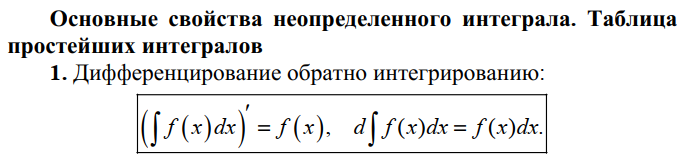 Основные свойства неопределенного интеграла. Таблица
простейших интегралов
1. Дифференцирование обратно интегрированию:
(∫ f(x)dx)′ = f(x), d∫ f(x)dx = f(x)dx.